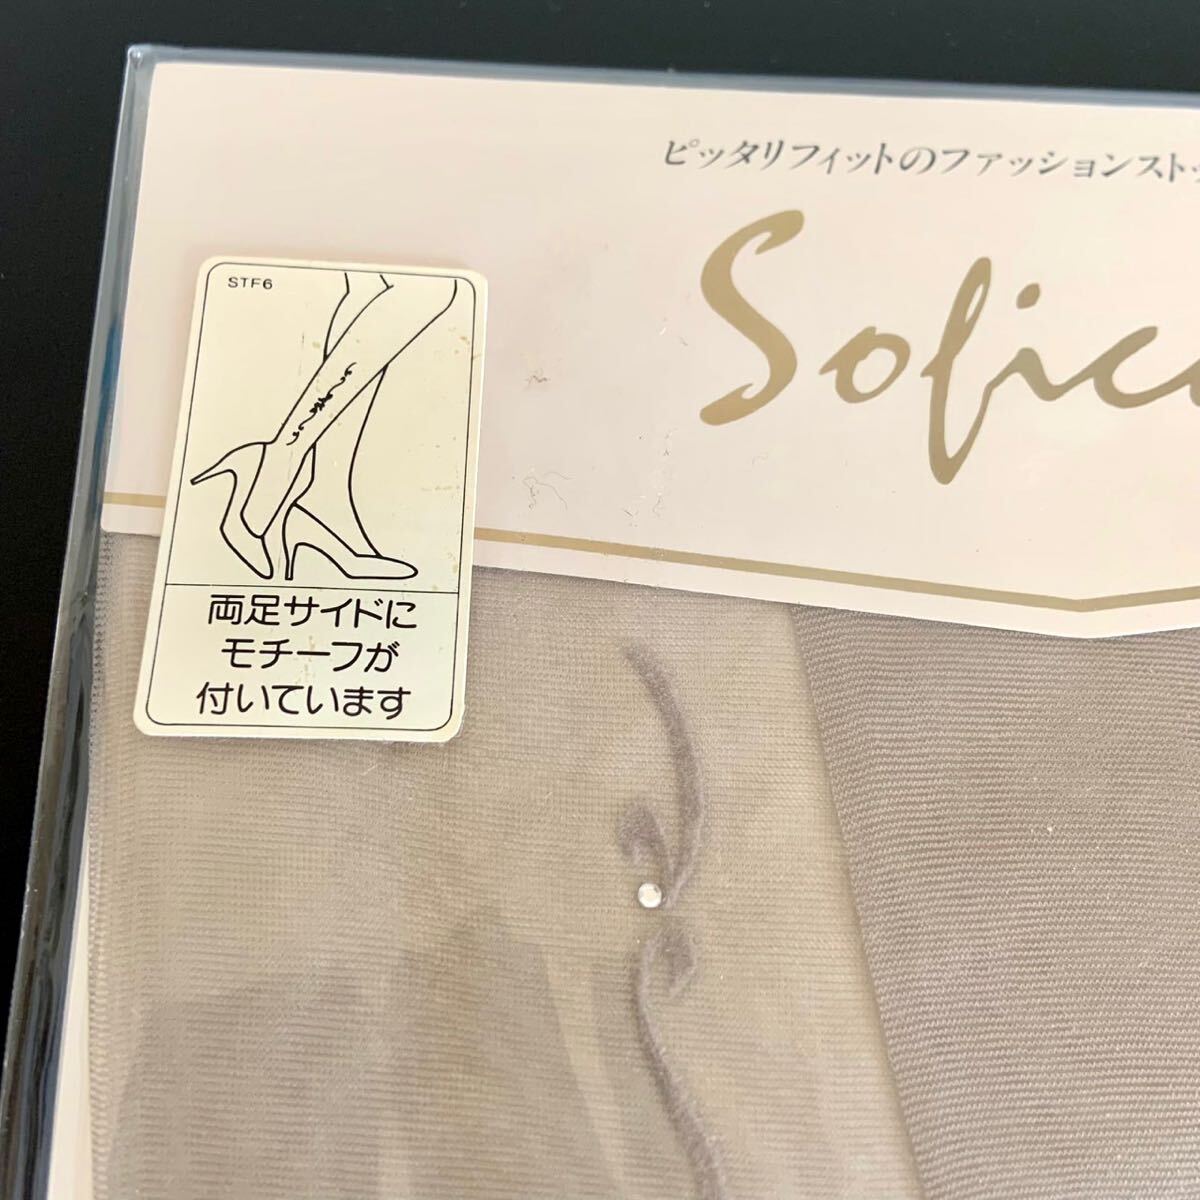 ピッタリフィットのファッションスト
Sofic
STF6
両足サイドに
モチーフが
付いています